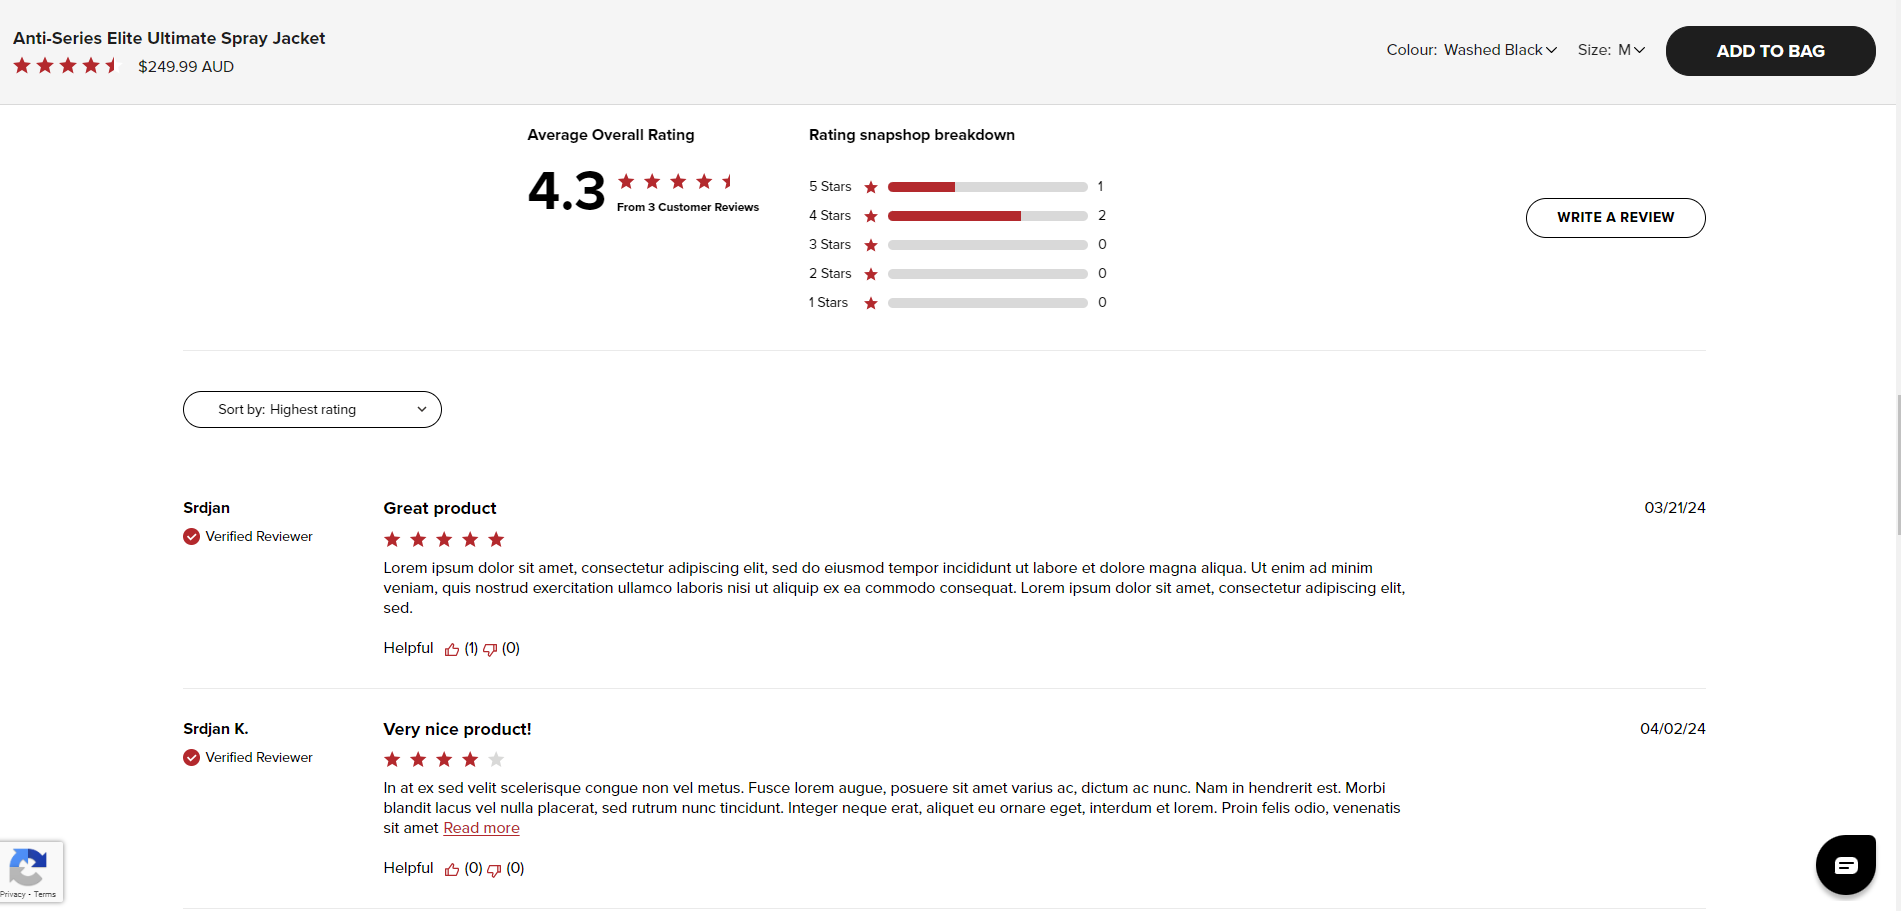 Anti-Series Elite Ultimate Spray Jacket
$249.99 AUD
Colour: Washed Black
Size: M
ADD TO BAG
Average Overall Rating
4.3
From 3 Customer Reviews
Rating snapshop breakdown
5 Stars 1
4 Stars 2
3 Stars 0
2 Stars 0
1 Stars 0
WRITE A REVIEW
Sort by: Highest rating
Srdjan
Verified Reviewer
Great product
03/21/24
Lorem ipsum dolor sit amet, consectetur adipiscing elit, sed do eiusmod tempor incididunt ut labore et dolore magna aliqua. Ut enim ad minim
veniam, quis nostrud exercitation ullamco laboris nisi ut aliquip ex ea commodo consequat. Lorem ipsum dolor sit amet, consectetur adipiscing elit,
sed.
Helpful (1) (0)
Srdjan K.
Verified Reviewer
Very nice product!
04/02/24
In at ex sed velit scelerisque congue non vel metus. Fusce lorem augue, posuere sit amet varius ac, dictum ac nunc. Nam in hendrerit est. Morbi
blandit lacus vel nulla placerat, sed rutrum nunc tincidunt. Integer neque erat, aliquet eu ornare eget, interdum et lorem. Proin felis odio, venenatis
sit amet Read more
Helpful (0) (0)
Privacy - Terms